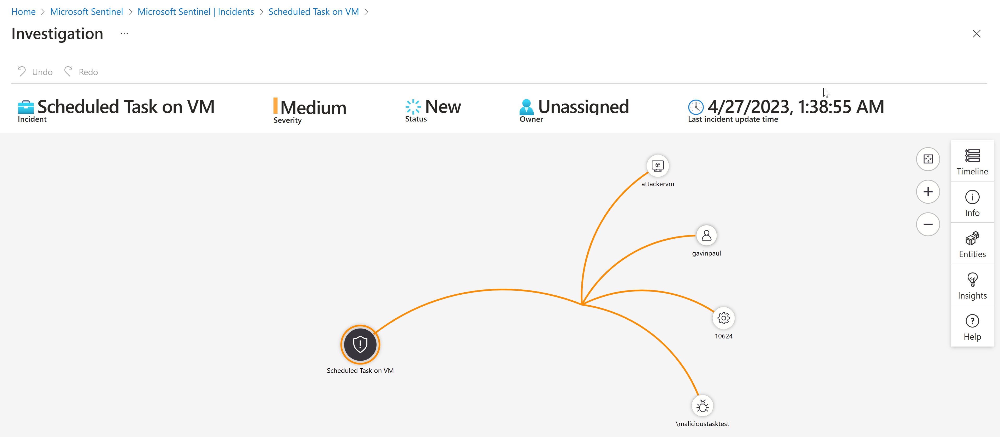 Home > Microsoft Sentinel > Microsoft Sentinel | Incidents > Scheduled Task on VM >
Investigation ...
Undo Redo
Scheduled Task on VM
Incident
Medium
Severity
New
Status
Unassigned
Owner
4/27/2023, 1:38:55 AM
Last incident update time
attackervm
gavinpaul
10624
\malicioustasktest
Scheduled Task on VM
Timeline
Info
Entities
Insights
Help